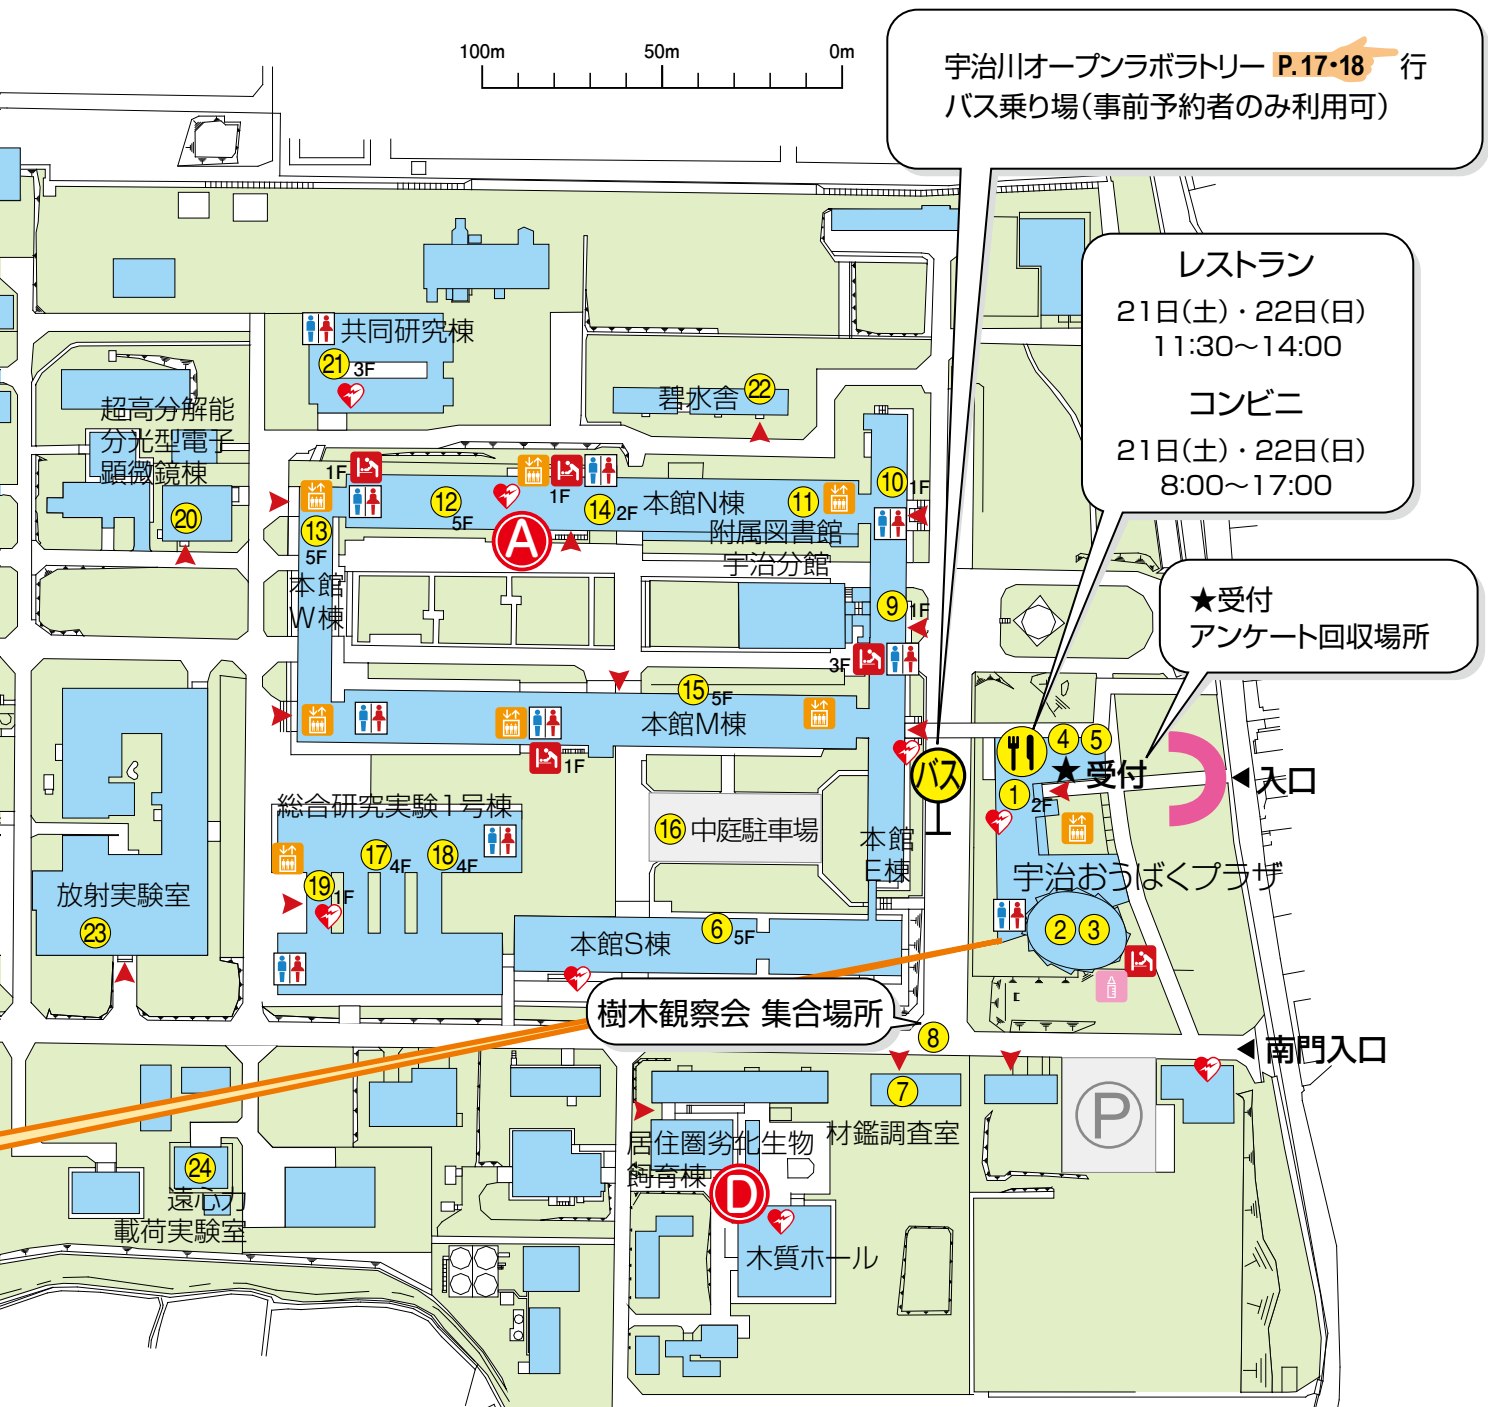 100m 50m 0m
宇治川オープンラボラトリー P.17・18 行
バス乗り場(事前予約者のみ利用可)
レストラン
21日(土)・22日(日)
11:30〜14:00
コンビニ
21日(土)・22日(日)
8:00〜17:00
★受付
アンケート回収場所
共同研究棟
21 3F
碧水舎 22
超高分解能
分光型電子
顕微鏡棟
20
1F
12 5F
1F
14 2F
本館N棟
11
10 1F
13 5F
A
附属図書館
宇治分館
本館
W棟
9 1F
3F
15 5F
本館M棟
1F
4 5
★受付
入口
バス
1 2F
総合研究実験1号棟
16 中庭駐車場
本館
E棟
17 4F
18 4F
19 1F
宇治おうばくプラザ
放射実験室
23
6 5F
本館S棟
2 3
樹木観察会 集合場所
8
南門入口
7
材鑑調査室
P
居住圏劣化生物
飼育棟
D
24
遠心力
載荷実験室
木質ホール